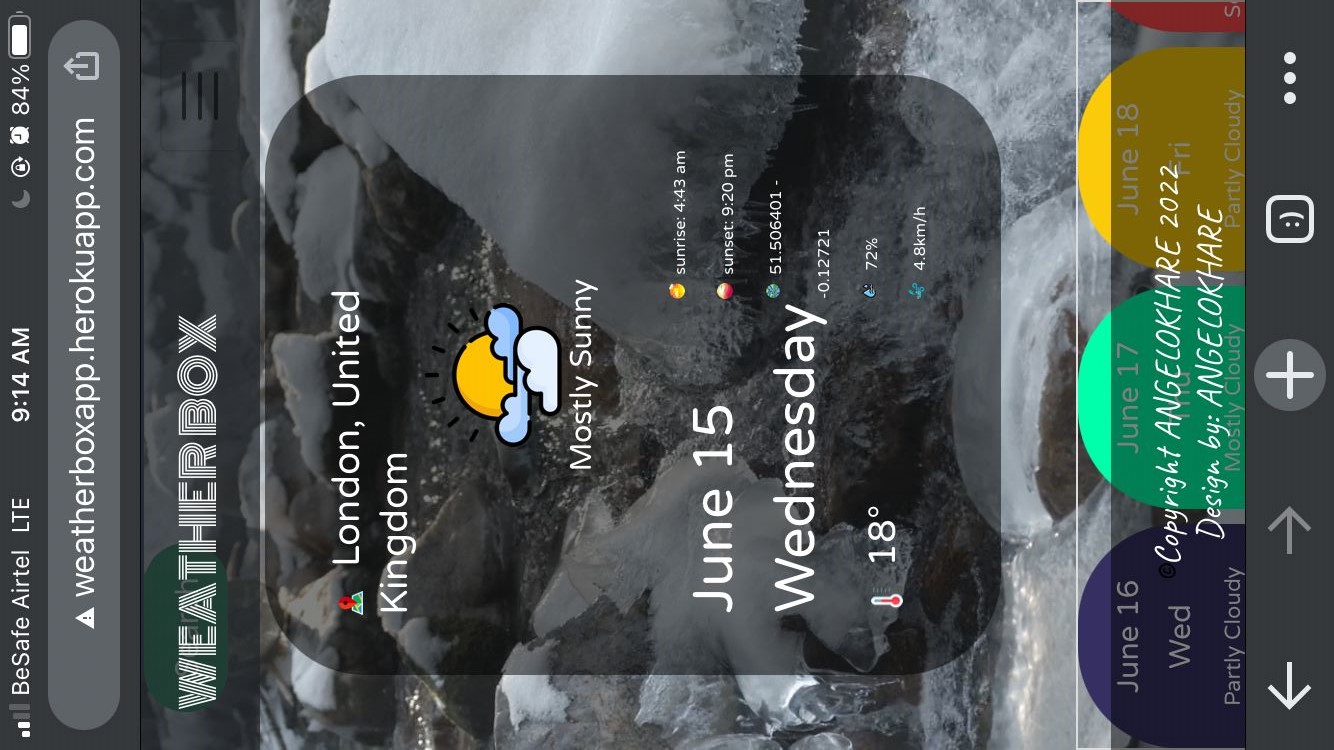 BeSafe Airtel LTE 9:14 AM 84%
weatherboxapp.herokuapp.com
WEATHERBOX
London, United
Kingdom
Mostly Sunny
June 15
Wednesday
18°
sunrise: 4:43 am
sunset: 9:20 pm
51.506401 -
-0.12721
72%
4.8km/h
June 16
Wed
Partly Cloudy
June 17
Thu
Mostly Cloudy
June 18
Fri
Partly Cloudy
©Copyright ANGELOKHARE 2022
Design by: ANGELOKHARE
:)